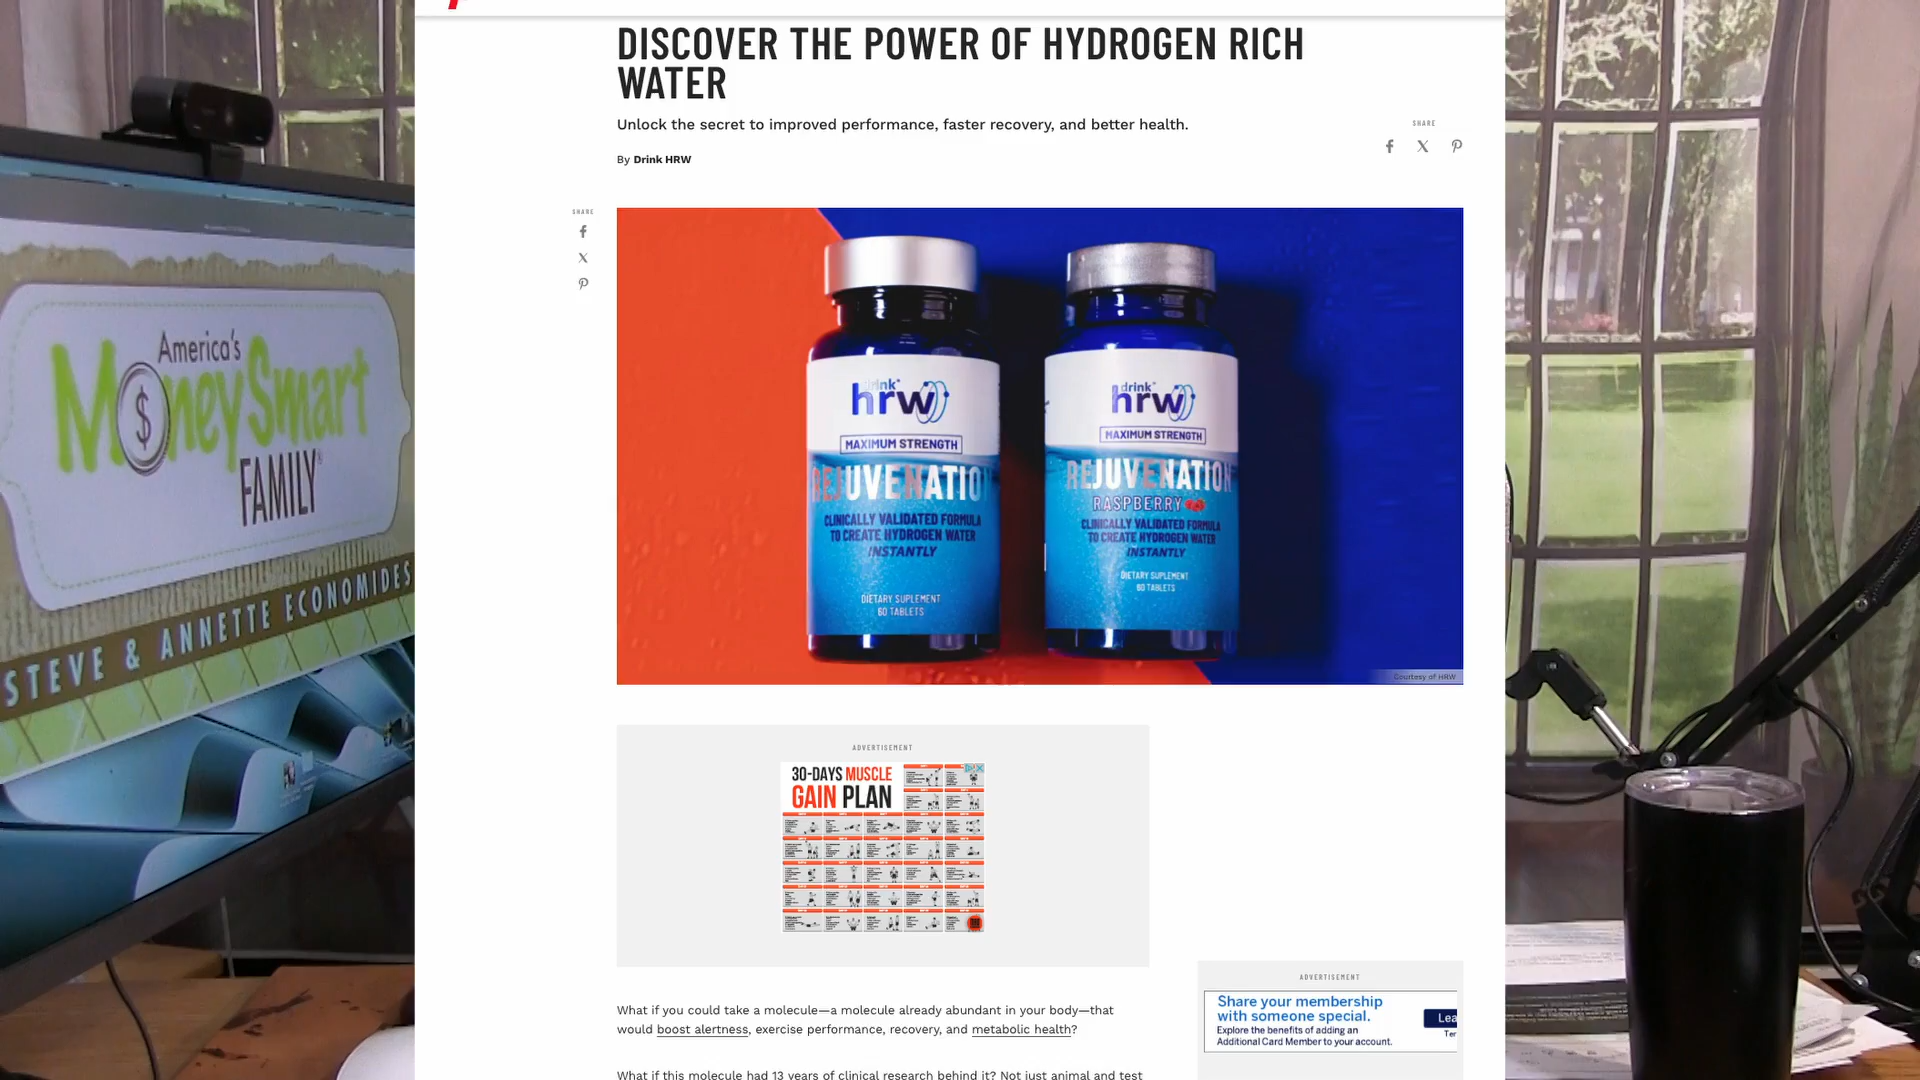 DISCOVER THE POWER OF HYDROGEN RICH
WATER
Unlock the secret to improved performance, faster recovery, and better health.
By Drink HRW
SHARE
SHARE
America's
MoneySmart
FAMILY
STEVE & ANNETTE ECONOMIDES
drink
hrw
MAXIMUM STRENGTH
REJUVENATION
CLINICALLY VALIDATED FORMULA
TO CREATE HYDROGEN WATER
INSTANTLY
DIETARY SUPLEMENT
60 TABLETS
drink
hrw
MAXIMUM STRENGTH
REJUVENATION
RASPBERRY
CLINICALLY VALIDATED FORMULA
TO CREATE HYDROGEN WATER
INSTANTLY
DIETARY SUPLEMENT
60 TABLETS
Courtesy of HRW
ADVERTISEMENT
30-DAYS MUSCLE
GAIN PLAN
ADVERTISEMENT
Share your membership
with someone special.
Explore the benefits of adding an
Additional Card Member to your account.
Lea
Ter
What if you could take a molecule—a molecule already abundant in your body—that
would boost alertness, exercise performance, recovery, and metabolic health?
What if this molecule had 13 years of clinical research behind it? Not just animal and test